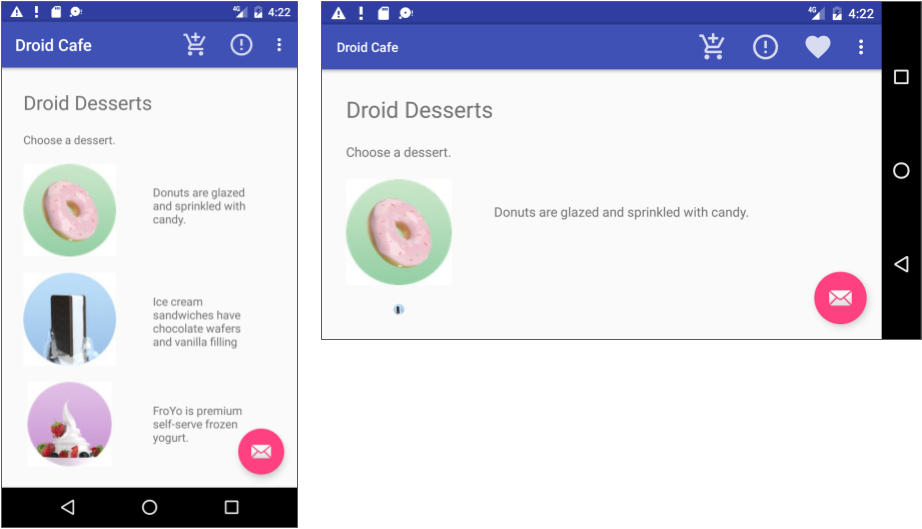 4G 4:22
Droid Cafe
Droid Desserts
Choose a dessert.
Donuts are glazed
and sprinkled with
candy.
Ice cream
sandwiches have
chocolate wafers
and vanilla filling
FroYo is premium
self-serve frozen
yogurt.
4G 4:22
Droid Cafe
Droid Desserts
Choose a dessert.
Donuts are glazed and sprinkled with candy.